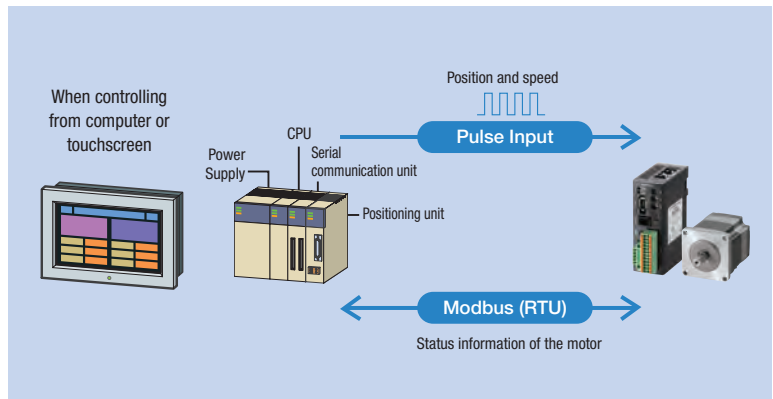 When controlling
from computer or
touchscreen
Power
Supply
CPU
Serial
communication unit
Positioning unit
Position and speed
Pulse Input
Modbus (RTU)
Status information of the motor